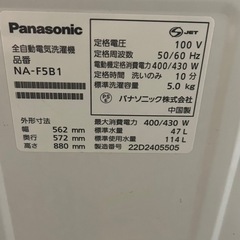 Panasonic
全自動電気洗濯機
品番
NA-F5B1
外形寸法
幅 562 mm
奥行 572 mm
高さ 880 mm
JET
定格電圧 100 V
50/60 Hz
電動機定格消費電力 400/430 W
定格時間 洗いのみ 10 分
標準洗濯容量 5.0 kg
パナソニック株式会社
中国製
最大消費電力 400/430 W
標準水量 47 L
標準使用水量 114 L
製造番号 22D2405505